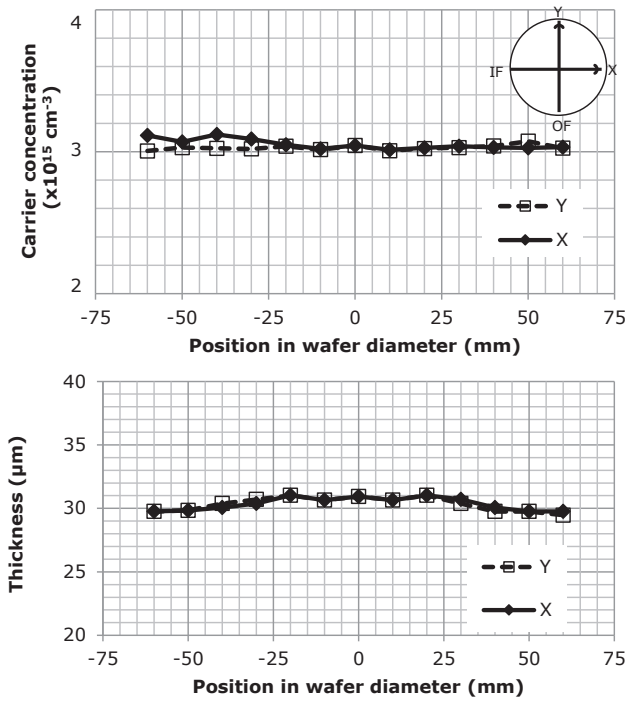 4
3
2
Carrier concentration
(x10¹⁵ cm⁻³)
Y
IF
X
OF
Y
X
-75 -50 -25 0 25 50 75
Position in wafer diameter (mm)
40
35
30
25
20
Thickness (μm)
Y
X
-75 -50 -25 0 25 50 75
Position in wafer diameter (mm)